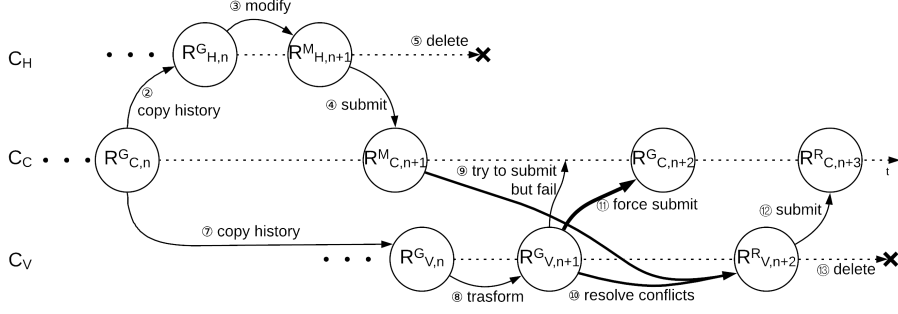 ③ modify
C_H
R^G_H,n
R^M_H,n+1
⑤ delete
②
copy history
④ submit
C_C
R^G_C,n
R^M_C,n+1
⑨ try to submit
but fail
R^G_C,n+2
R^R_C,n+3
t
⑪ force submit
⑫ submit
⑦ copy history
C_V
R^G_V,n
R^G_V,n+1
R^R_V,n+2
⑬ delete
⑧ trasform
⑩ resolve conflicts